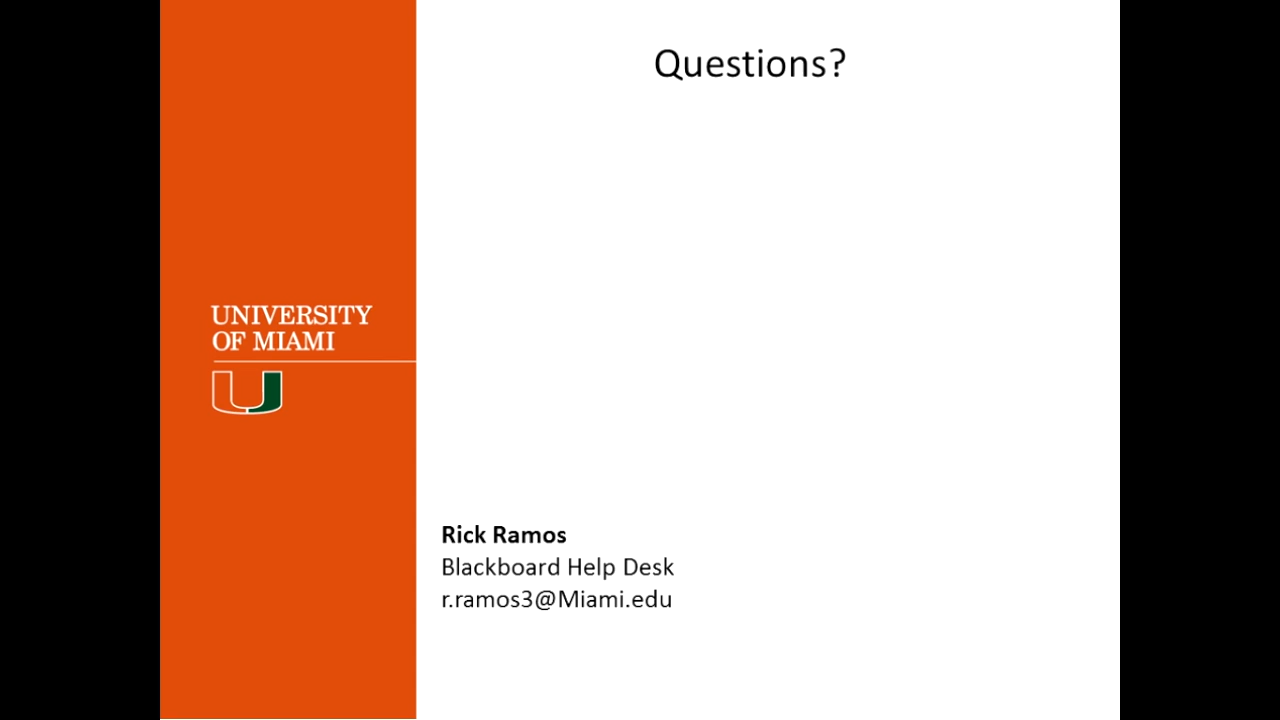 Questions?
UNIVERSITY
OF MIAMI
Rick Ramos
Blackboard Help Desk
r.ramos3@Miami.edu